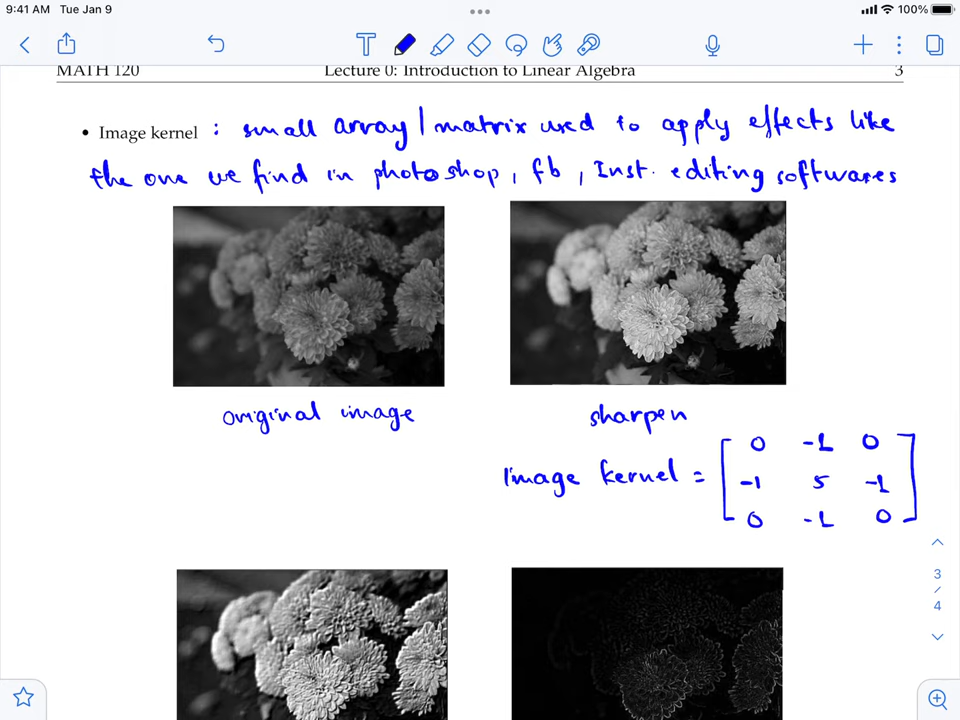 9:41 AM Tue Jan 9 100%
T
MATH 120 Lecture 0: Introduction to Linear Algebra 3
• Image kernel : small array/matrix used to apply effects like
the one we find in photoshop, fb, Inst. editing softwares
original image sharpen
Image kernel = [ 0 -1 0
-1 5 -1
0 -1 0 ]
3
/
4